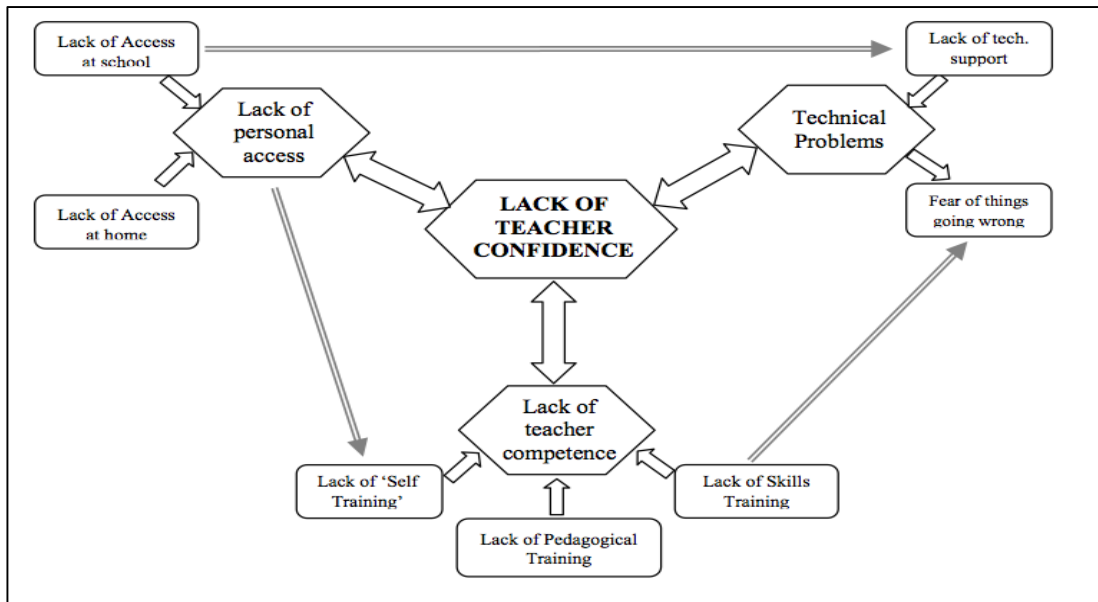 Lack of Access
at school
Lack of tech.
support
Lack of
personal
access
Technical
Problems
LACK OF
TEACHER
CONFIDENCE
Lack of Access
at home
Fear of things
going wrong
Lack of
teacher
competence
Lack of ‘Self
Training’
Lack of Skills
Training
Lack of Pedagogical
Training